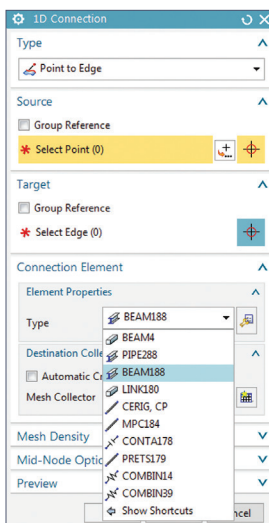 1D Connection
Type
Point to Edge
Source
Group Reference
* Select Point (0)
Target
Group Reference
* Select Edge (0)
Connection Element
Element Properties
Type
BEAM188
BEAM4
Destination Colle
PIPE288
BEAM188
Automatic Cr
LINK180
Mesh Collector
CERIG, CP
MPC184
Mesh Density
CONTA178
Mid-Node Optio
PRETS179
Preview
COMBIN14
COMBIN39
Show Shortcuts
ncel